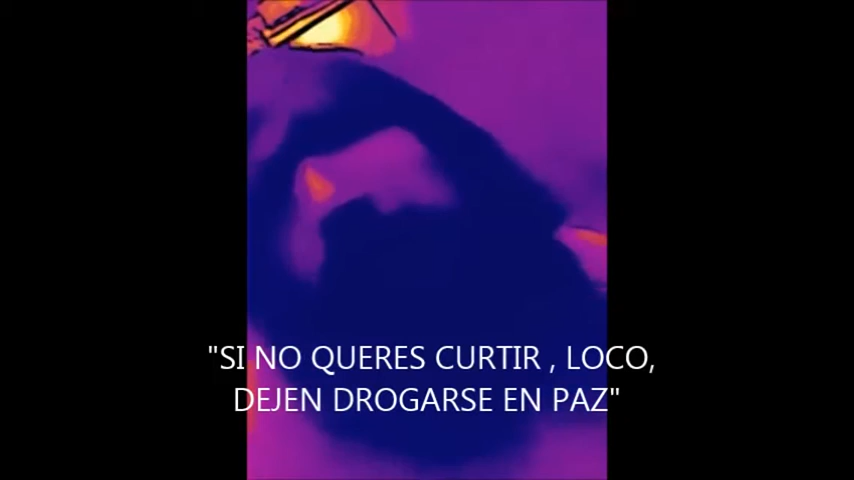 "SI NO QUERES CURTIR , LOCO,
DEJEN DROGARSE EN PAZ"